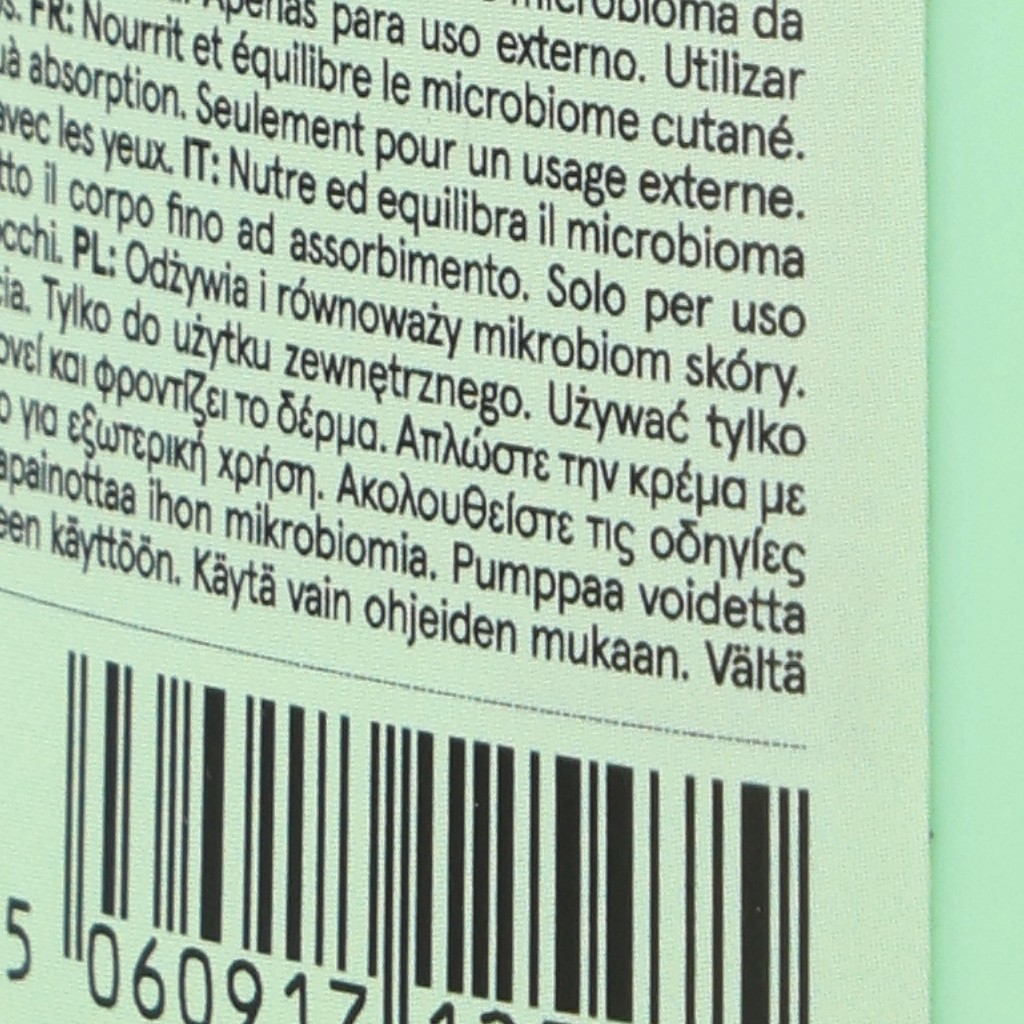 microbioma da
Apenas para uso externo. Utilizar
FR: Nourrit et équilibre le microbiome cutané.
absorption. Seulement pour un usage externe.
avec les yeux. IT: Nutre ed equilibra il microbioma
il corpo fino ad assorbimento. Solo per uso
PL: Odżywia i równoważy mikrobiom skóry.
Tylko do użytku zewnętrznego. Używać tylko
και φροντίζει το δέρμα. Απλώστε την κρέμα με
για εξωτερική χρήση. Ακολουθείστε τις οδηγίες
ihon mikrobiomia. Pumppaa voidetta
käyttöön. Käytä vain ohjeiden mukaan. Vältä
5 060917